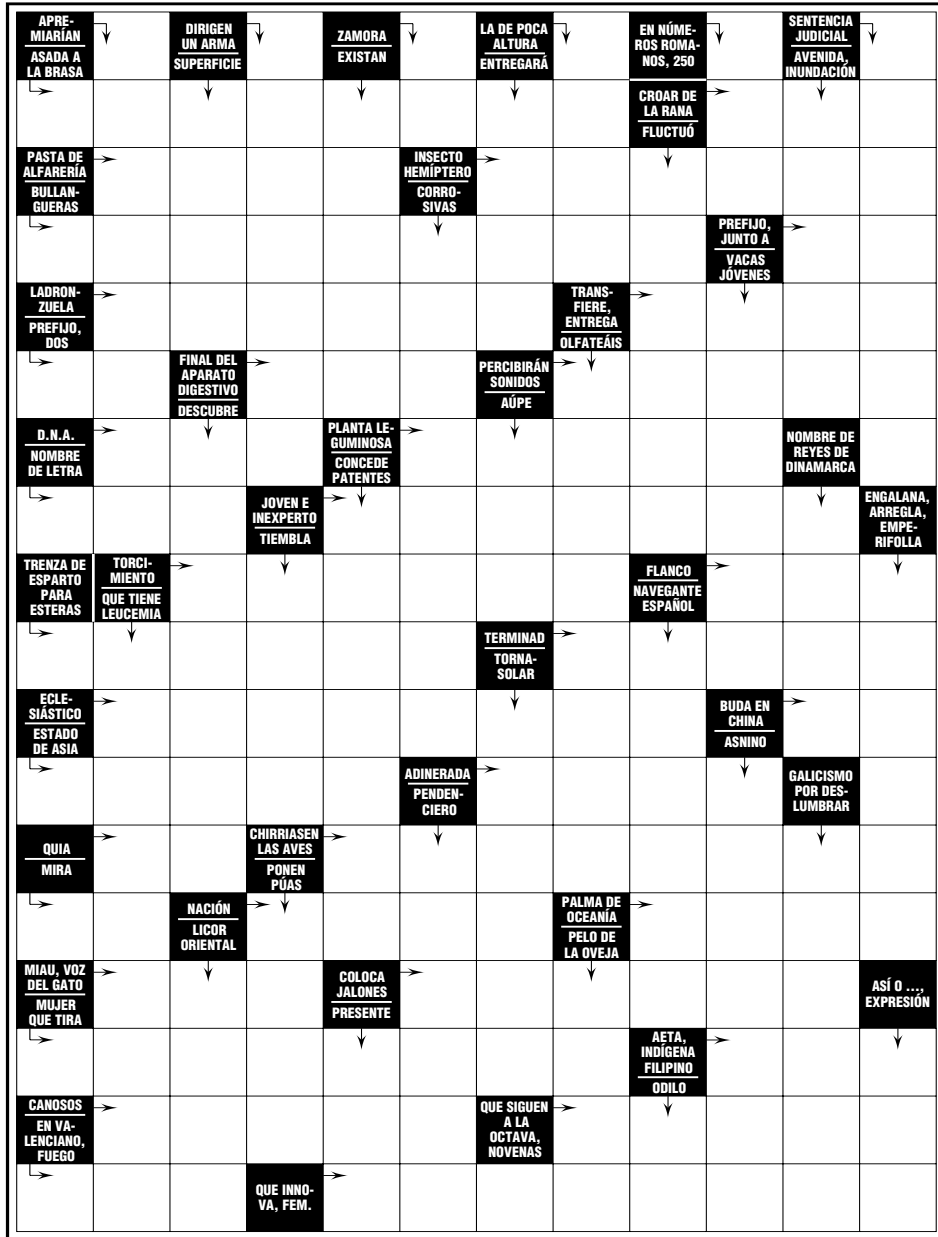 APRE-
MIARÍAN
ASADA A
LA BRASA
DIRIGEN
UN ARMA
SUPERFICIE
ZAMORA
EXISTAN
LA DE POCA
ALTURA
ENTREGARÁ
EN NÚME-
ROS ROMA-
NOS, 250
SENTENCIA
JUDICIAL
AVENIDA,
INUNDACIÓN
CROAR DE
LA RANA
FLUCTUÓ
PASTA DE
ALFARERÍA
BULLAN-
GUERAS
INSECTO
HEMÍPTERO
CORRO-
SIVAS
PREFIJO,
JUNTO A
VACAS
JÓVENES
LADRON-
ZUELA
PREFIJO,
DOS
TRANS-
FIERE,
ENTREGA
OLFATEÁIS
FINAL DEL
APARATO
DIGESTIVO
DESCUBRE
PERCIBIRÁN
SONIDOS
AÚPE
D.N.A.
NOMBRE
DE LETRA
PLANTA LE-
GUMINOSA
CONCEDE
PATENTES
NOMBRE DE
REYES DE
DINAMARCA
JOVEN E
INEXPERTO
TIEMBLA
ENGALANA,
ARREGLA,
EMPE-
RIFOLLA
TRENZA DE
ESPARTO
PARA
ESTERAS
TORCI-
MIENTO
QUE TIENE
LEUCEMIA
FLANCO
NAVEGANTE
ESPAÑOL
TERMINAD
TORNA-
SOLAR
ECLE-
SIÁSTICO
ESTADO
DE ASIA
BUDA EN
CHINA
ASNINO
ADINERADA
PENDEN-
CIERO
GALICISMO
POR DES-
LUMBRAR
QUIA
MIRA
CHIRRIASEN
LAS AVES
PONEN
PÚAS
NACIÓN
LICOR
ORIENTAL
PALMA DE
OCEANÍA
PELO DE
LA OVEJA
MIAU, VOZ
DEL GATO
MUJER
QUE TIRA
COLOCA
JALONES
PRESENTE
ASÍ O ...,
EXPRESIÓN
AETA,
INDÍGENA
FILIPINO
ODILO
CANOSOS
EN VA-
LENCIANO,
FUEGO
QUE SIGUEN
A LA
OCTAVA,
NOVENAS
QUE INNO-
VA, FEM.